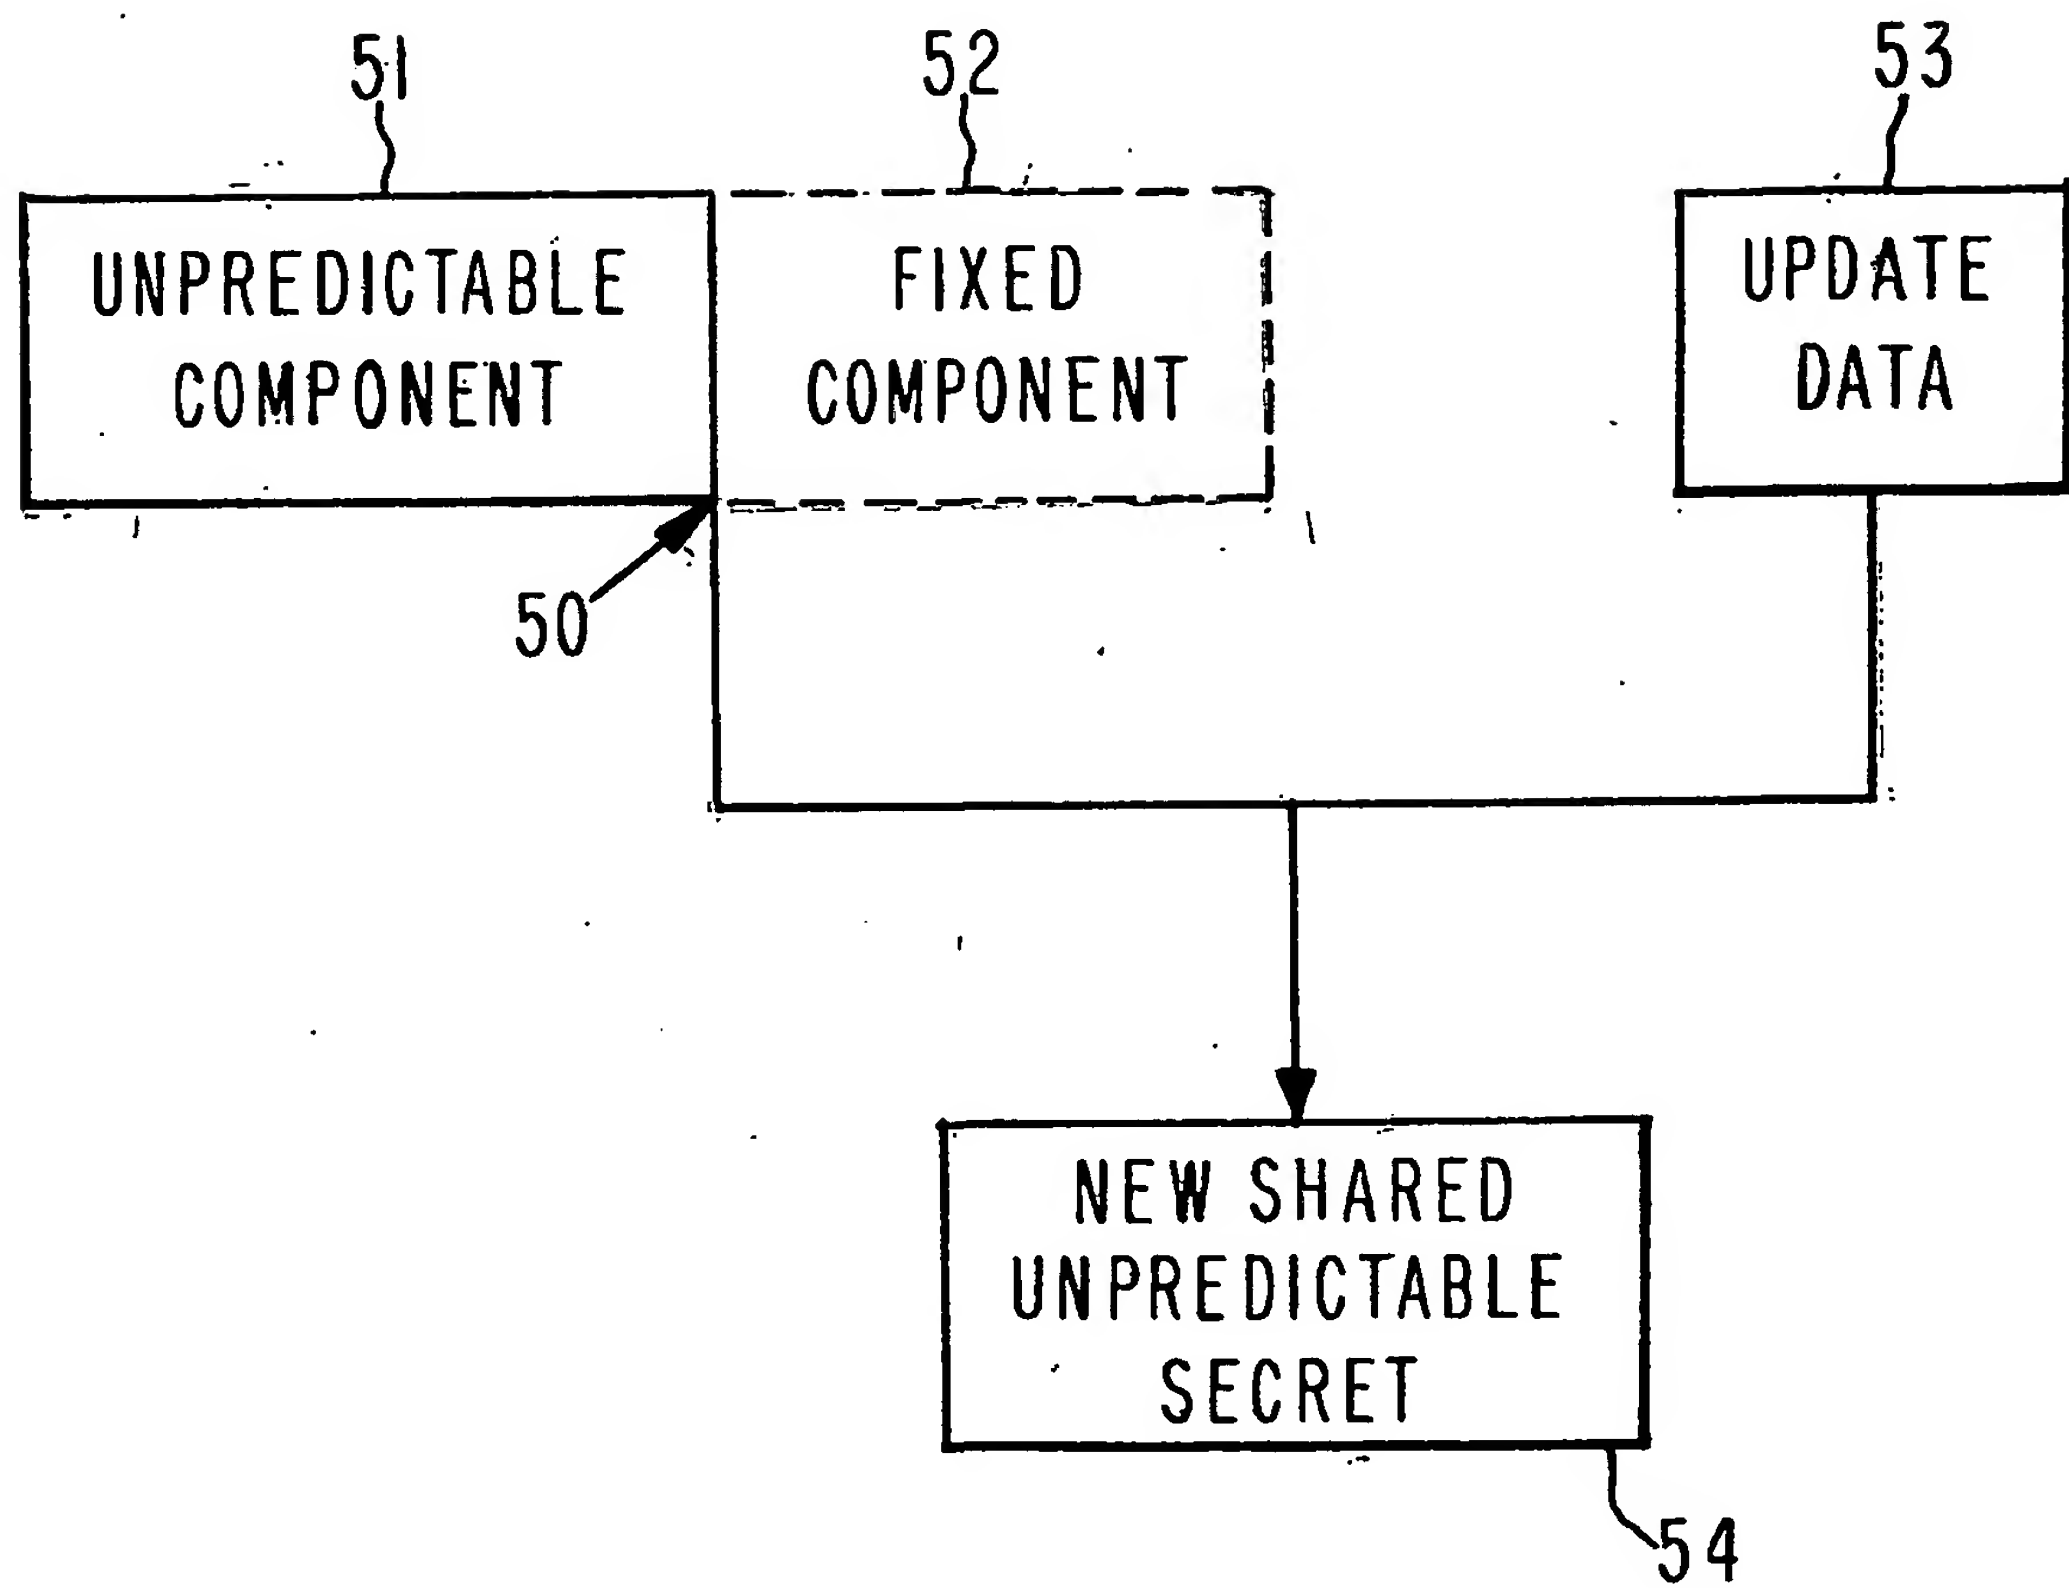 51
52
53
UNPREDICTABLE
COMPONENT
FIXED
COMPONENT
UPDATE
DATA
50
NEW SHARED
UNPREDICTABLE
SECRET
54